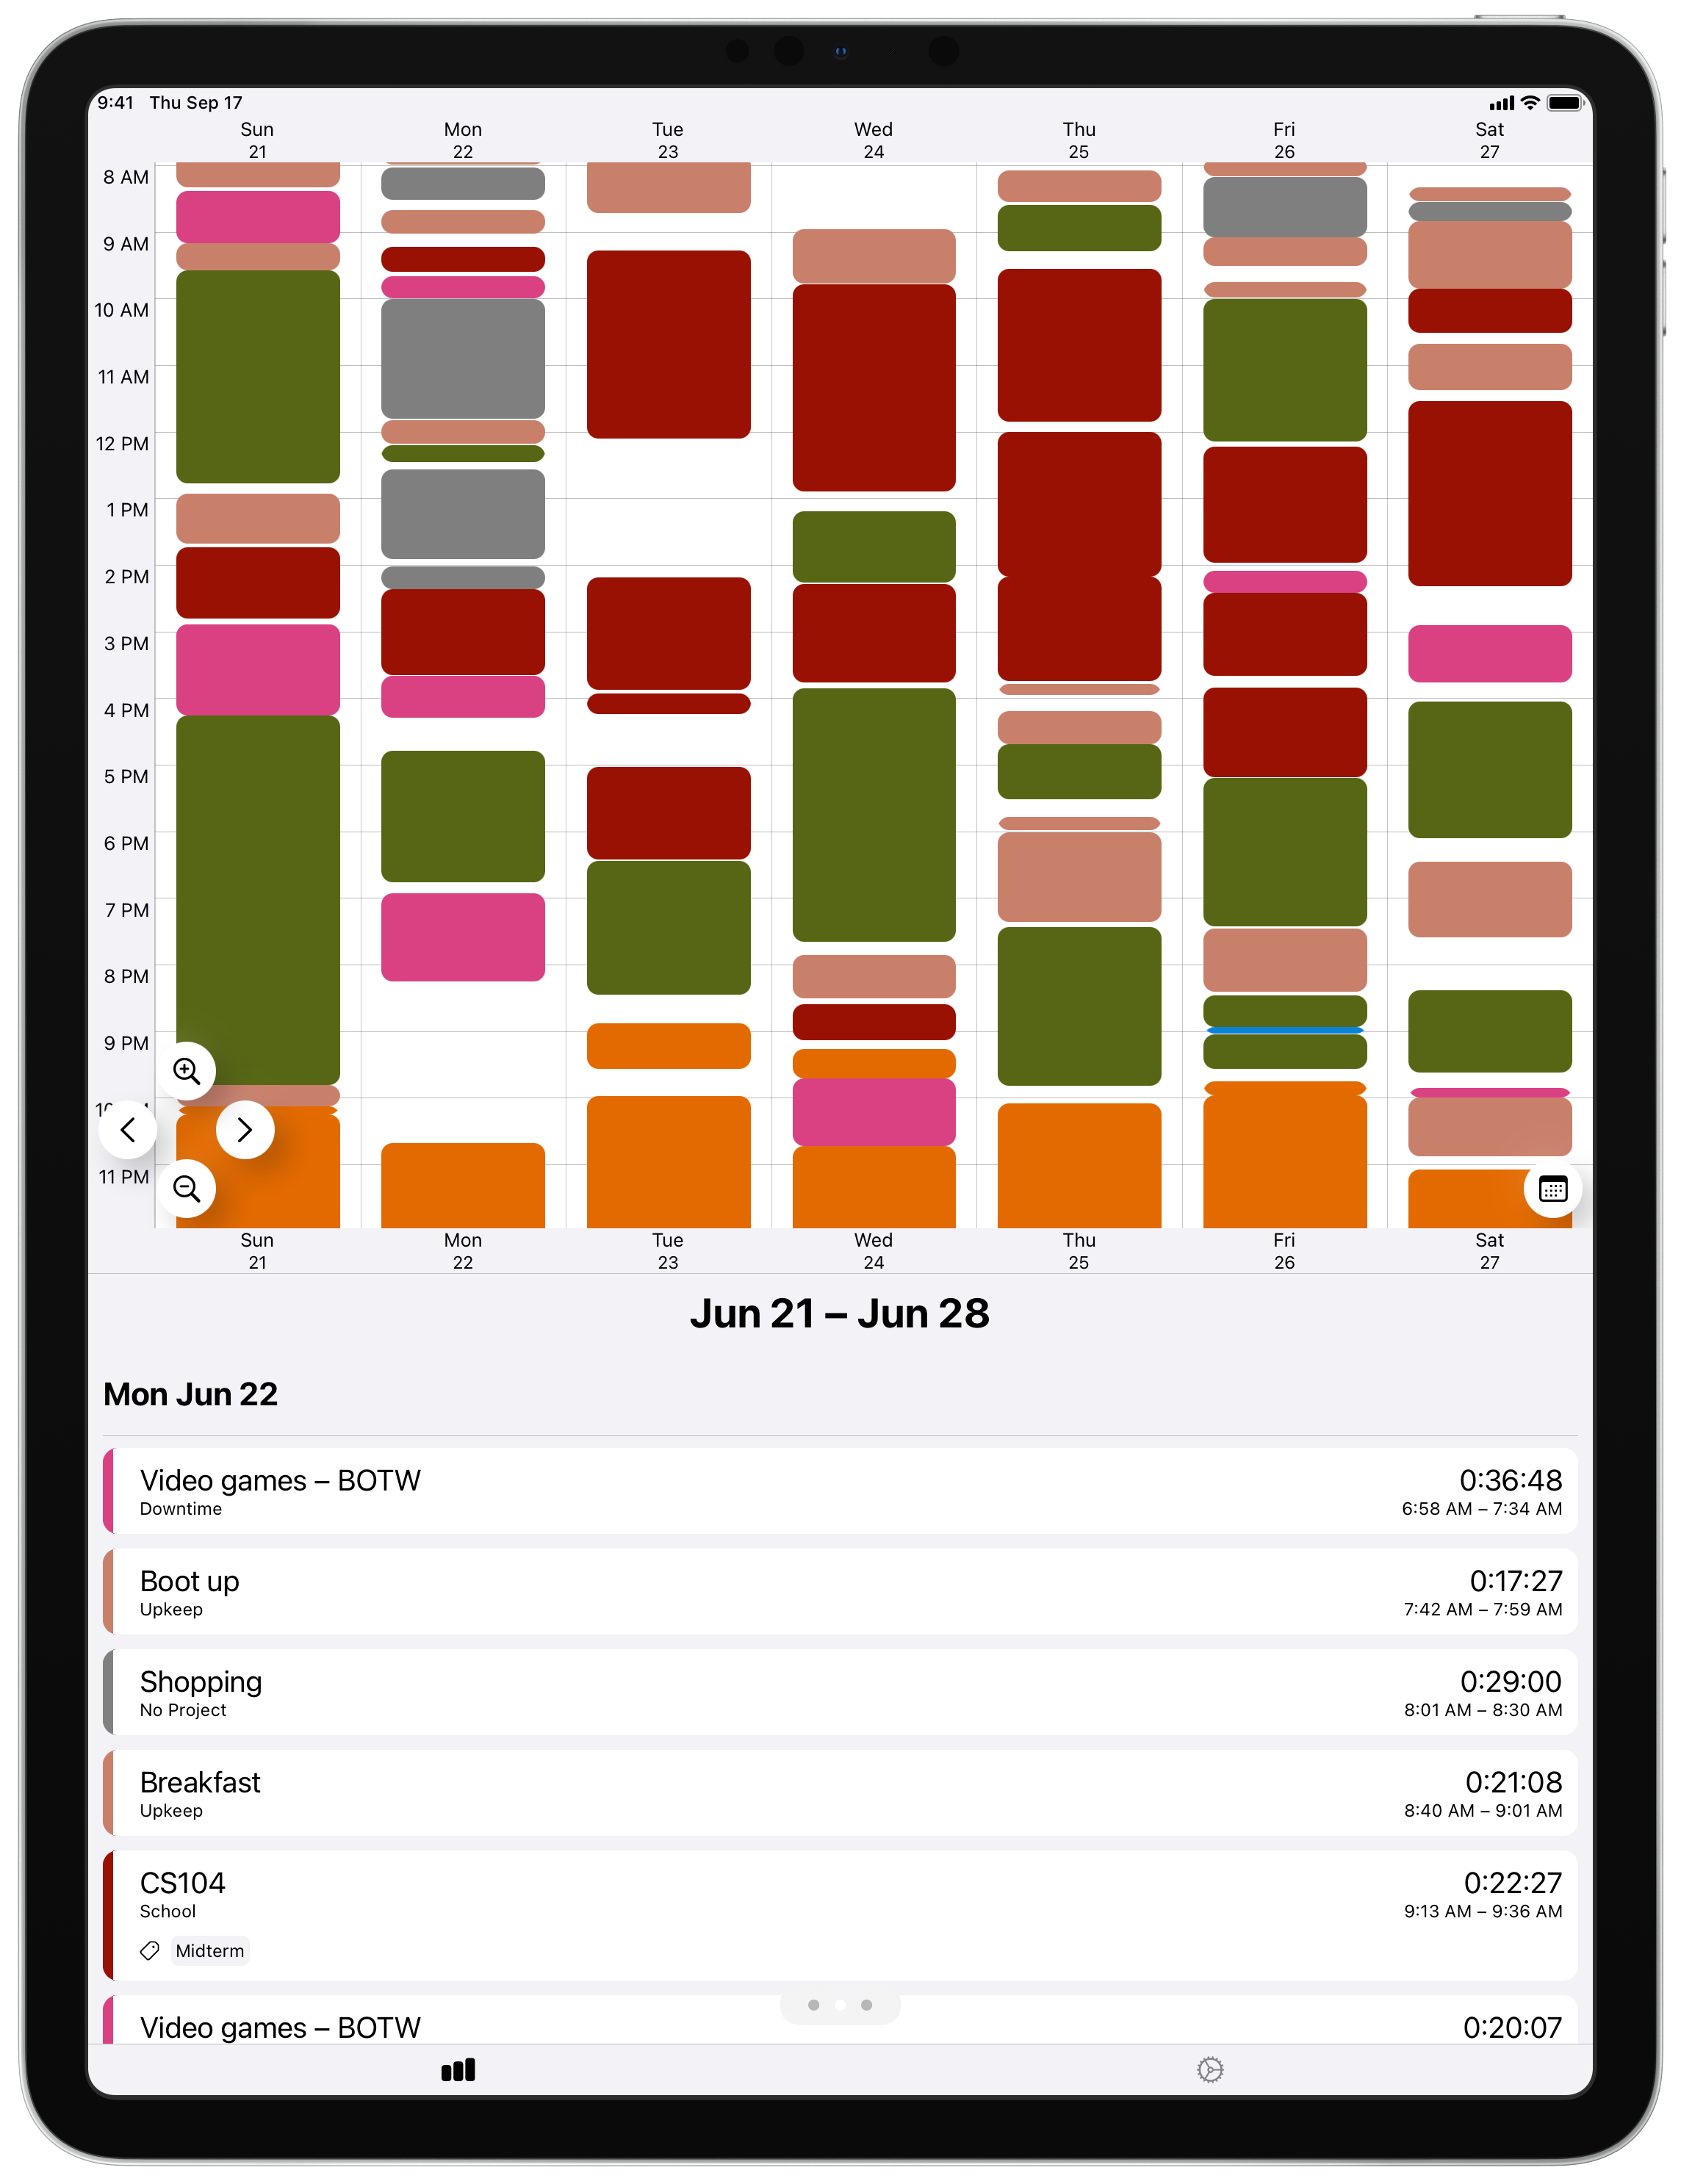 9:41 Thu Sep 17
Sun Mon Tue Wed Thu Fri Sat
21 22 23 24 25 26 27
8 AM
9 AM
10 AM
11 AM
12 PM
1 PM
2 PM
3 PM
4 PM
5 PM
6 PM
7 PM
8 PM
9 PM
11 PM
Sun Mon Tue Wed Thu Fri Sat
21 22 23 24 25 26 27
Jun 21 – Jun 28
Mon Jun 22
Video games – BOTW 0:36:48
Downtime 6:58 AM – 7:34 AM
Boot up 0:17:27
Upkeep 7:42 AM – 7:59 AM
Shopping 0:29:00
No Project 8:01 AM – 8:30 AM
Breakfast 0:21:08
Upkeep 8:40 AM – 9:01 AM
CS104 0:22:27
School 9:13 AM – 9:36 AM
Midterm
Video games – BOTW 0:20:07